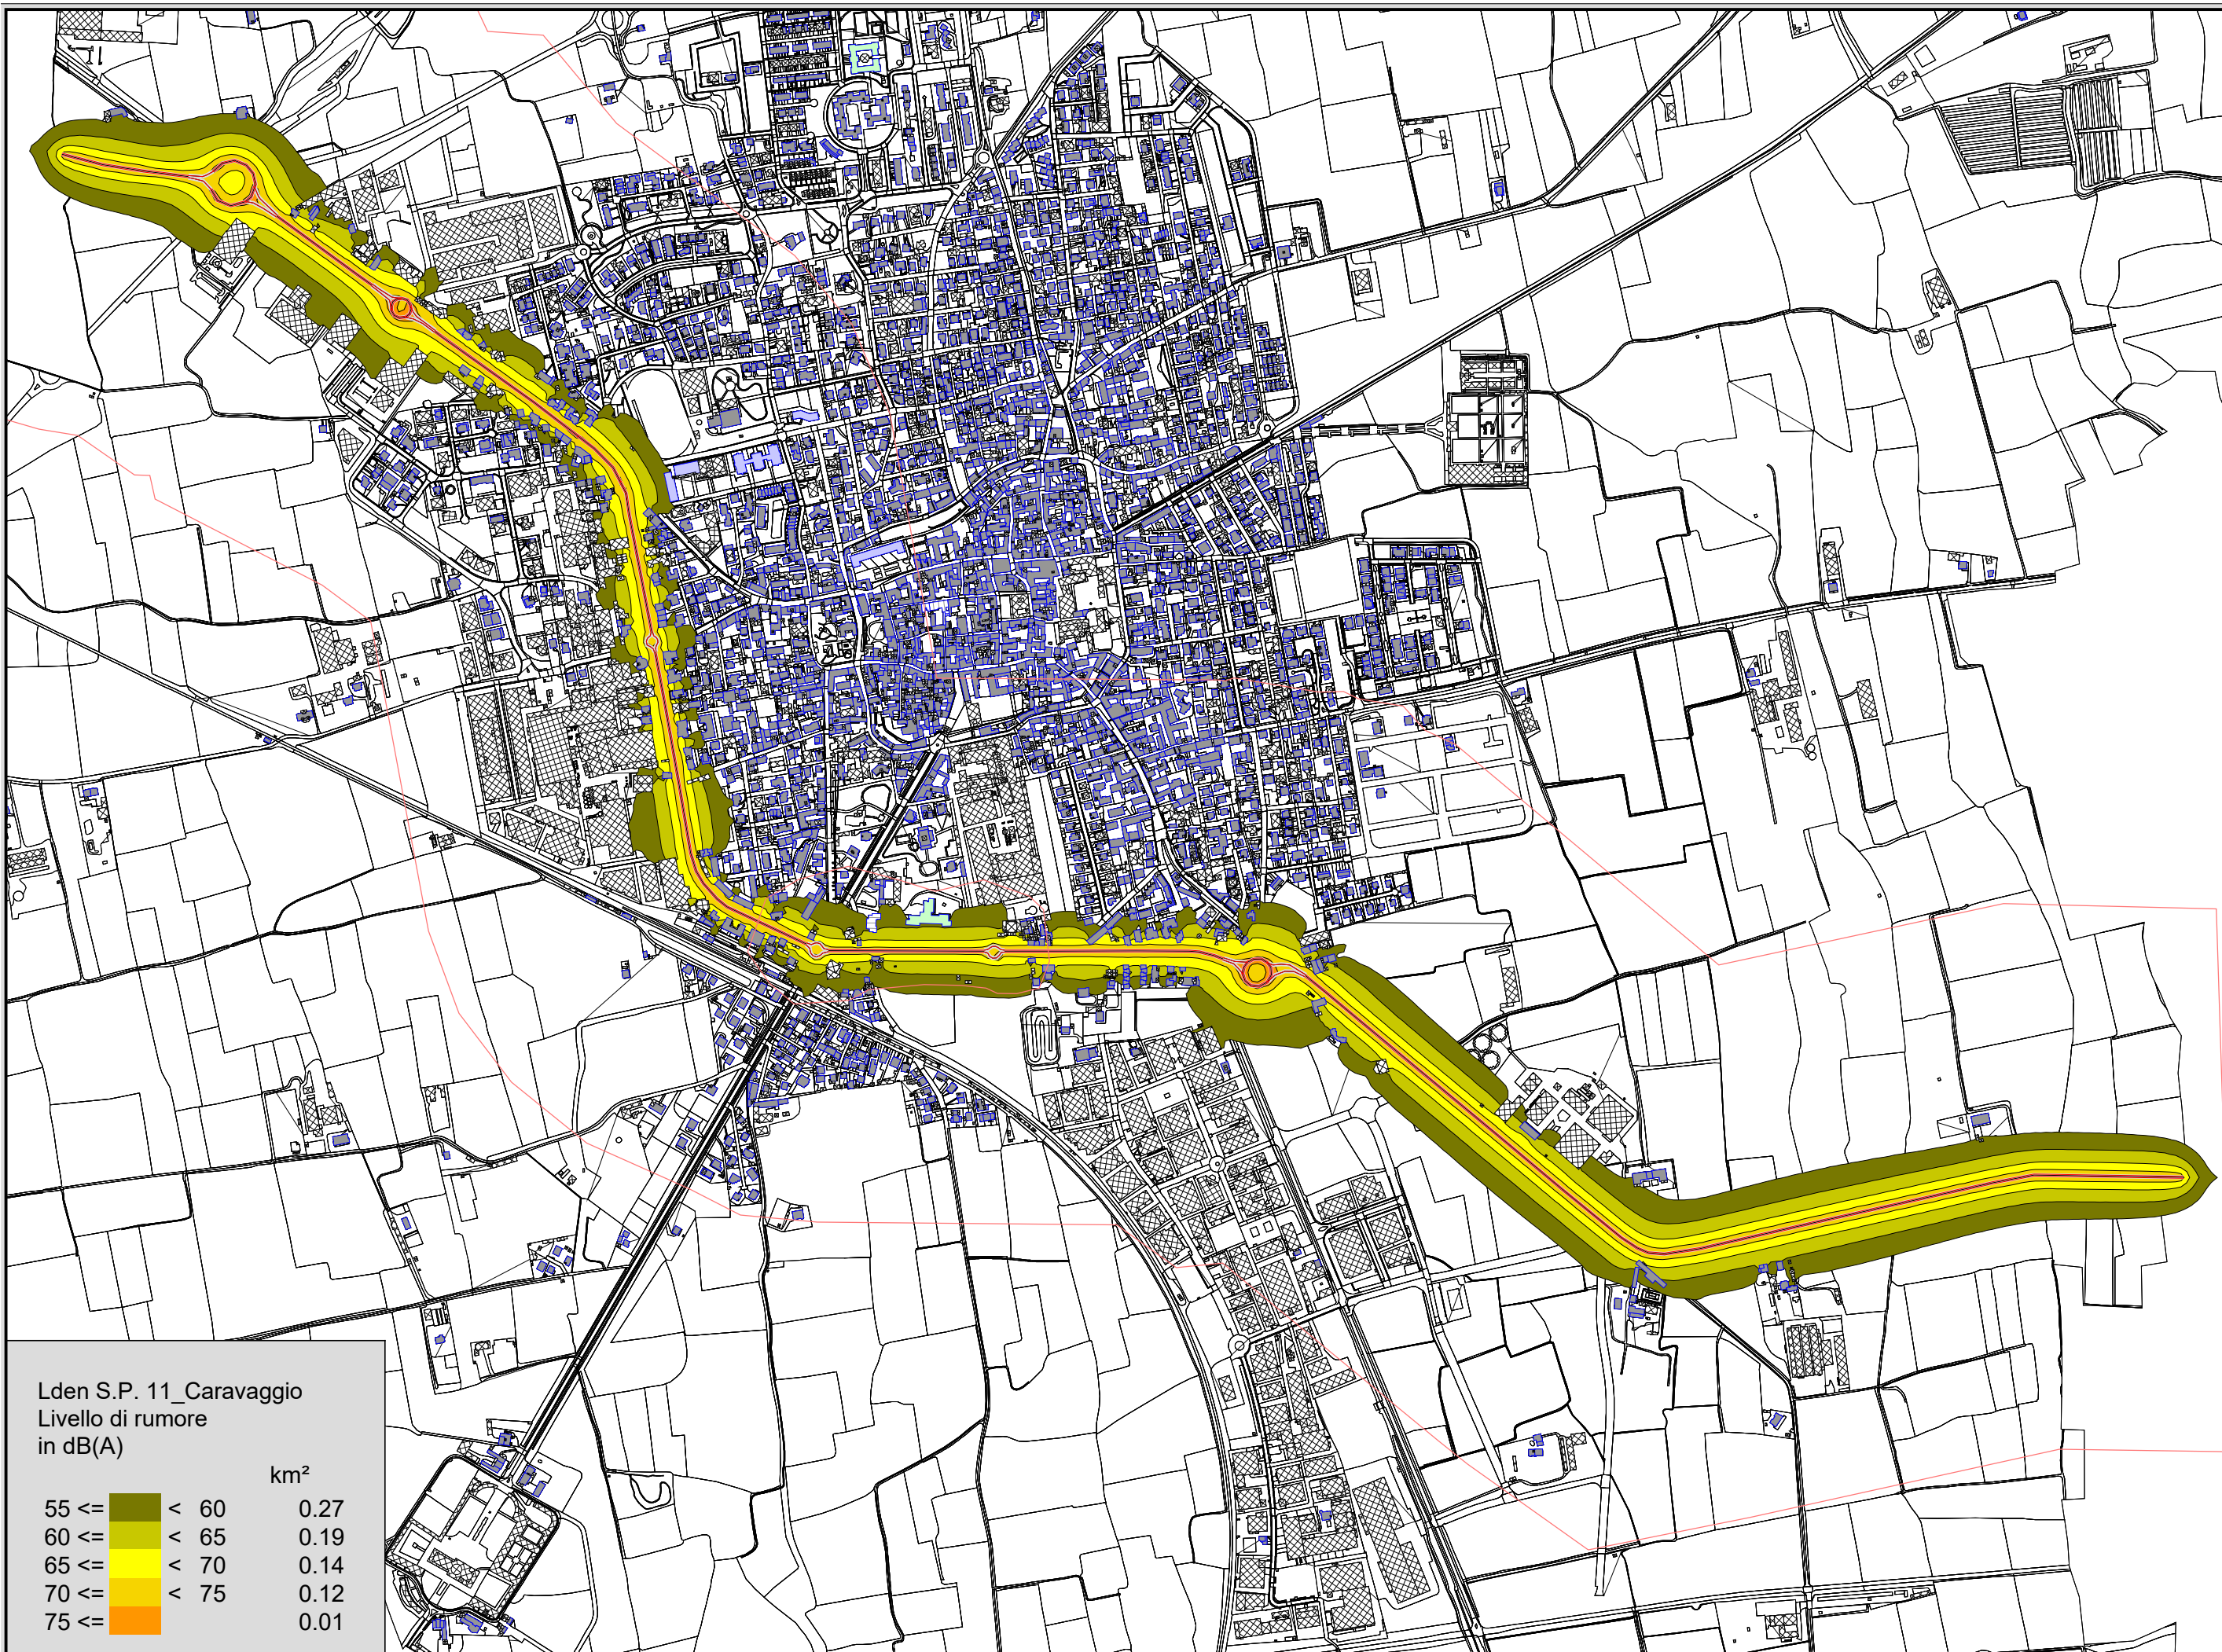 Lden S.P. 11_Caravaggio
Livello di rumore
in dB(A)
km²
55 <= < 60 0.27
60 <= < 65 0.19
65 <= < 70 0.14
70 <= < 75 0.12
75 <= 0.01